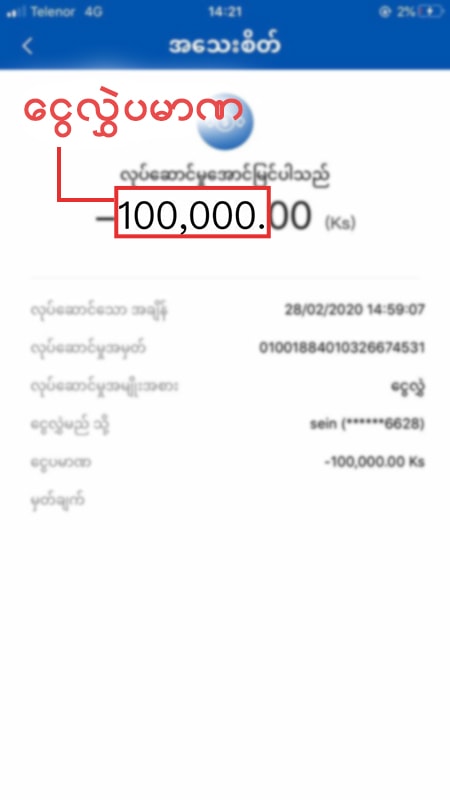 Telenor 4G 14:21 2%
အသေးစိတ်
ငွေလွှဲပမာဏ
လုပ်ဆောင်မှုအောင်မြင်ပါသည်
-100,000.00 (Ks)
လုပ်ဆောင်သော အချိန် 28/02/2020 14:59:07
လုပ်ဆောင်မှုအမှတ် 01001884010326674531
လုပ်ဆောင်မှုအမျိုးအစား ငွေလွှဲ
ငွေလွှဲမည် သို့ sein (******6628)
ငွေပမာဏ -100,000.00 Ks
မှတ်ချက်